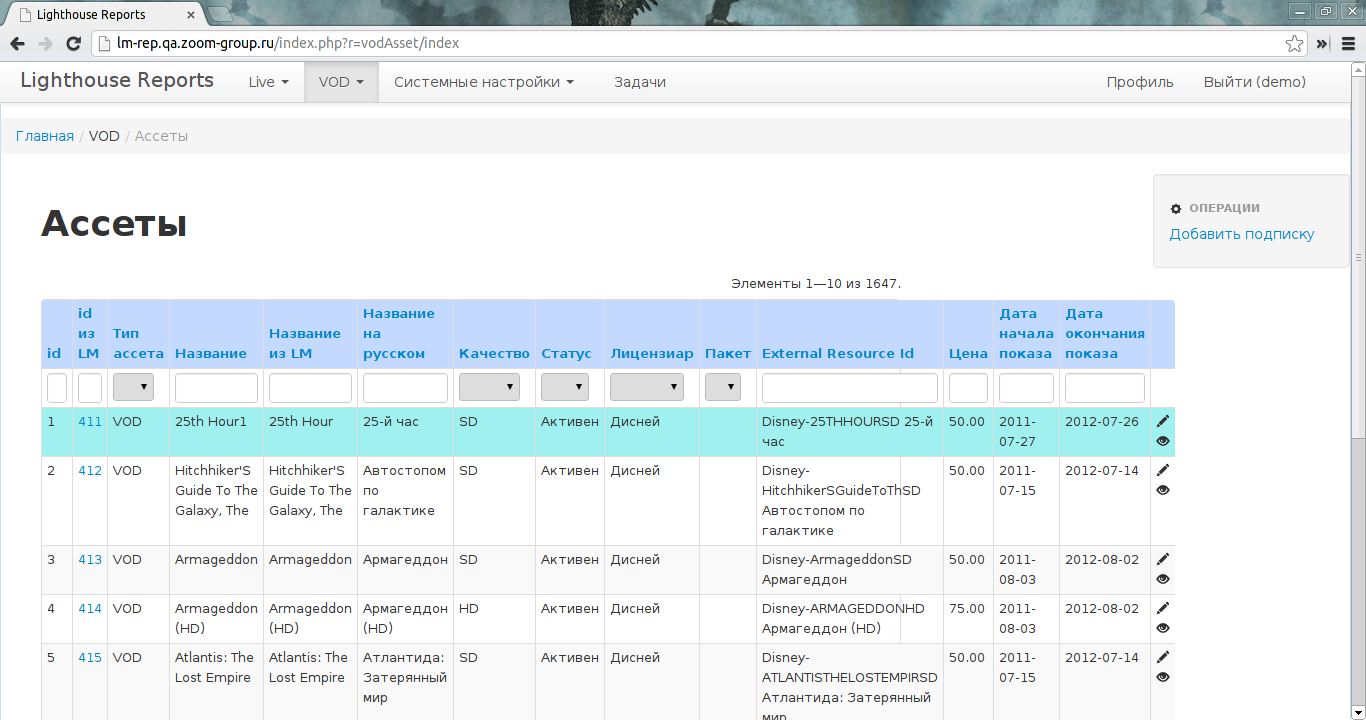 Lighthouse Reports
lm-rep.qa.zoom-group.ru/index.php?r=vodAsset/index
Lighthouse Reports Live VOD Системные настройки Задачи Профиль Выйти (demo)
Главная / VOD / Ассеты
ОПЕРАЦИИ
Добавить подписку
Ассеты
Элементы 1—10 из 1647.
id id из LM Тип ассета Название Название из LM Название на русском Качество Статус Лицензиар Пакет External Resource Id Цена Дата начала показа Дата окончания показа
1 411 VOD 25th Hour1 25th Hour 25-й час SD Активен Дисней Disney-25THHOURSD 25-й час 50.00 2011-07-27 2012-07-26
2 412 VOD Hitchhiker'S Guide To The Galaxy, The Hitchhiker'S Guide To The Galaxy, The Автостопом по галактике SD Активен Дисней Disney-HitchhikerSGuideToThSD Автостопом по галактике 50.00 2011-07-15 2012-07-14
3 413 VOD Armageddon Armageddon Армагеддон SD Активен Дисней Disney-ArmageddonSD Армагеддон 50.00 2011-08-03 2012-08-02
4 414 VOD Armageddon (HD) Armageddon (HD) Армагеддон (HD) HD Активен Дисней Disney-ARMAGEDDONHD Армагеддон (HD) 75.00 2011-08-03 2012-08-02
5 415 VOD Atlantis: The Lost Empire Atlantis: The Lost Empire Атлантида: Затерянный мир SD Активен Дисней Disney-ATLANTISTHELOSTEMPIRSD Атлантида: Затерянный мир 50.00 2011-07-15 2012-07-14